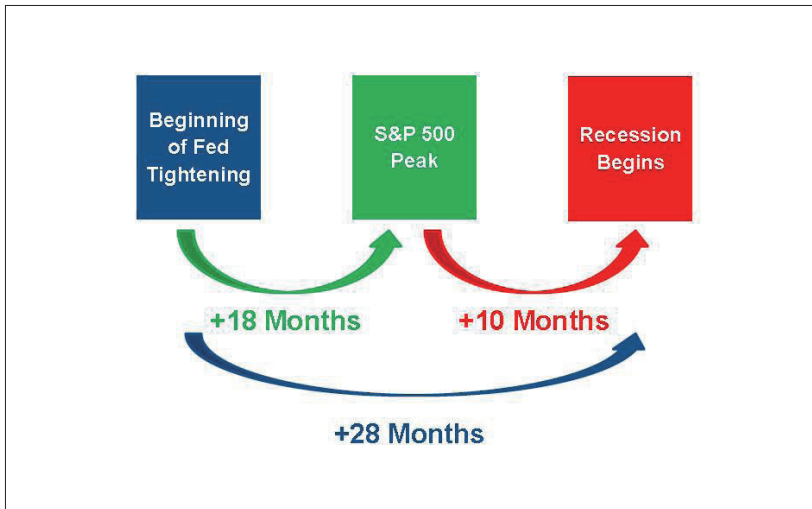 Beginning
of Fed
Tightening
S&P 500
Peak
Recession
Begins
+18 Months
+10 Months
+28 Months